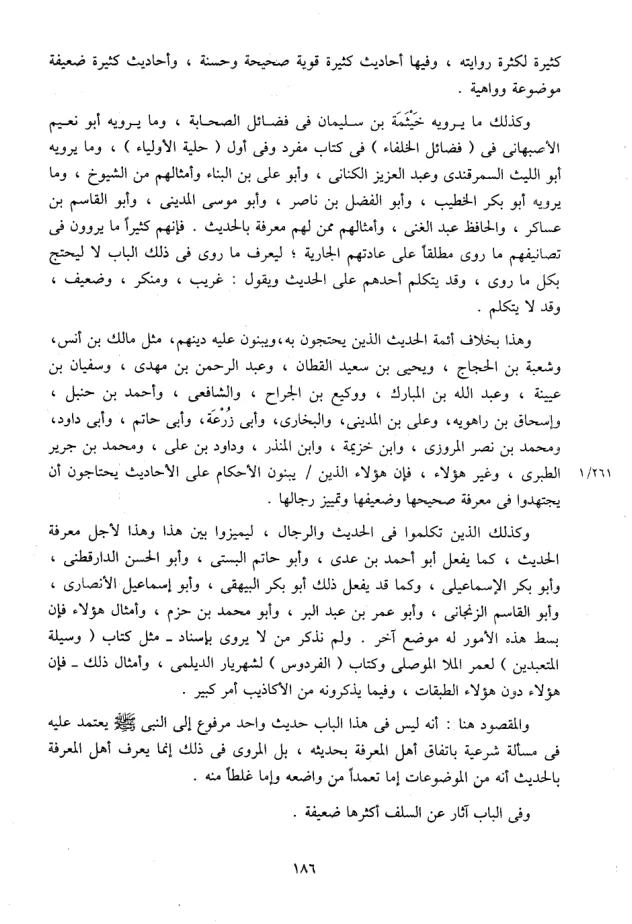 كثيرة لكثرة روايته ، وفيها أحاديث كثيرة قوية صحيحة وحسنة ، وأحاديث كثيرة ضعيفة
موضوعة وواهية .
وكذلك ما يرويه خَيْثَمَة بن سليمان فى فضائل الصحابة ، وما يرويه أبو نعيم
الأصبهانى فى ( فضائل الخلفاء ) فى كتاب مفرد وفى أول ( حلية الأولياء ) ، وما يرويه
أبو الليث السمرقندى وعبد العزيز الكنانى ، وأبو على بن البناء وأمثالهم من الشيوخ ، وما
يرويه أبو بكر الخطيب ، وأبو الفضل بن ناصر ، وأبو موسى المدينى ، وأبو القاسم بن
عساكر ، والحافظ عبد الغنى ، وأمثالهم ممن لهم معرفة بالحديث . فإنهم كثيراً ما يروون فى
تصانيفهم ما روى مطلقاً على عادتهم الجارية ؛ ليعرف ما روى فى ذلك الباب لا ليحتج
بكل ما روى ، وقد يتكلم أحدهم على الحديث ويقول : غريب ، ومنكر ، وضعيف ،
وقد لا يتكلم .
وهذا بخلاف أئمة الحديث الذين يحتجون به ،ويبنون عليه دينهم، مثل مالك بن أنس،
وشعبة بن الحجاج ، ويحيى بن سعيد القطان ، وعبد الرحمن بن مهدى ، وسفيان بن
عيينة ، وعبد الله بن المبارك ، ووكيع بن الجراح ، والشافعى ، وأحمد بن حنبل ،
وإسحاق بن راهويه، وعلى بن المدينى، والبخارى، وأبى زُرْعَة، وأبى حاتم ، وأبى داود،
ومحمد بن نصر المروزى ، وابن خزيمة ، وابن المنذر ، وداود بن على ، ومحمد بن جرير
الطبرى ، وغير هؤلاء ، فإن هؤلاء الذين / يبنون الأحكام على الأحاديث يحتاجون أن ١/٢٦١
يجتهدوا فى معرفة صحيحها وضعيفها وتمييز رجالها .
وكذلك الذين تكلموا فى الحديث والرجال ، ليميزوا بين هذا وهذا لأجل معرفة
الحديث ، كما يفعل أبو أحمد بن عدى ، وأبو حاتم البستى ، وأبو الحسن الدارقطنى ،
وأبو بكر الإسماعيلى ، وكما قد يفعل ذلك أبو بكر البيهقى ، وأبو إسماعيل الأنصارى ،
وأبو القاسم الزنجانى ، وأبو عمر بن عبد البر ، وأبو محمد بن حزم ، وأمثال هؤلاء فإن
بسط هذه الأمور له موضع آخر . ولم نذكر من لا يروى بإسناد ـ مثل كتاب ( وسيلة
المتعبدين ) لعمر الملا الموصلى وكتاب ( الفردوس ) لشهريار الديلمى ، وأمثال ذلك ـ فإن
هؤلاء دون هؤلاء الطبقات ، وفيما يذكرونه من الأكاذيب أمر كبير .
والمقصود هنا : أنه ليس فى هذا الباب حديث واحد مرفوع إلى النبى ﷺ يعتمد عليه
فى مسألة شرعية باتفاق أهل المعرفة بحديثه ، بل المروى فى ذلك إنما يعرف أهل المعرفة
بالحديث أنه من الموضوعات إما تعمداً من واضعه وإما غلطاً منه .
وفى الباب آثار عن السلف أكثرها ضعيفة .
١٨٦